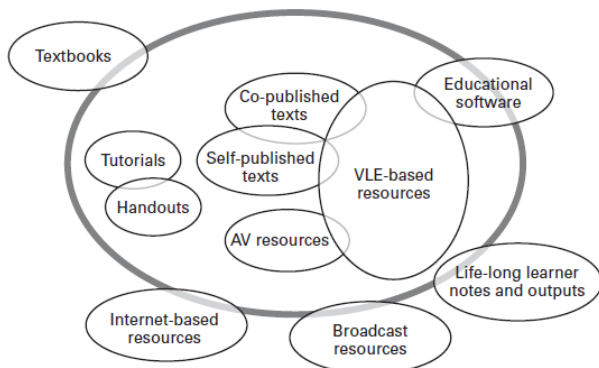 Textbooks
Educational
software
Co-published
texts
Tutorials
Self-published
texts
VLE-based
resources
Handouts
AV resources
Life-long learner
notes and outputs
Internet-based
resources
Broadcast
resources